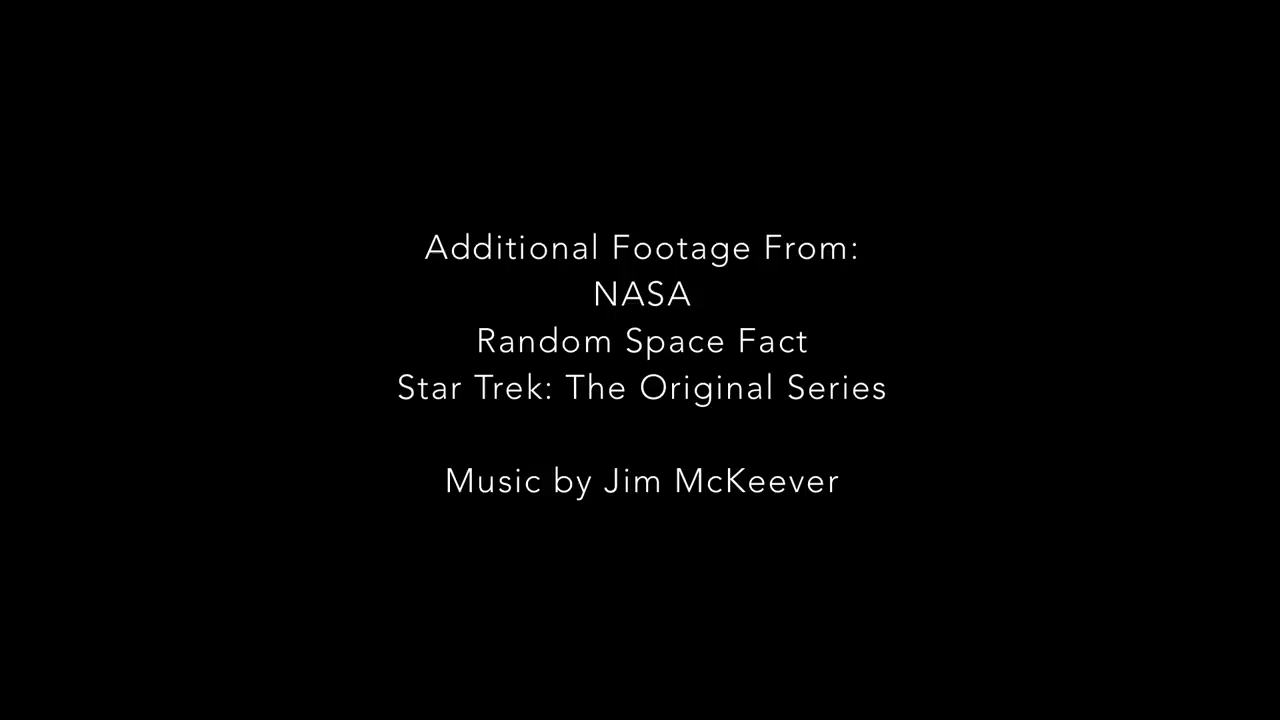 Additional Footage From:
NASA
Random Space Fact
Star Trek: The Original Series
Music by Jim McKeever